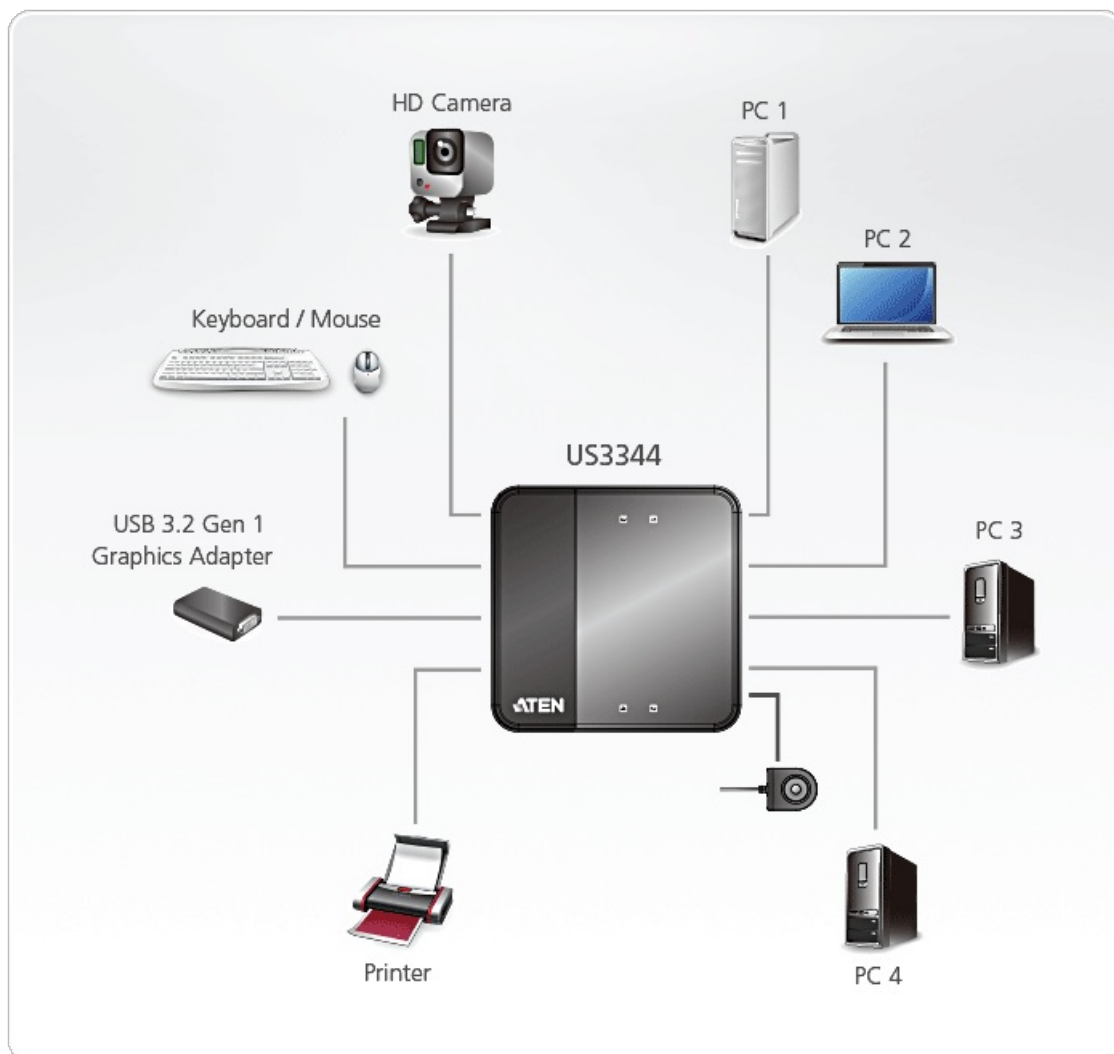 HD Camera
PC 1
PC 2
Keyboard / Mouse
US3344
USB 3.2 Gen 1
Graphics Adapter
PC 3
ATEN
Printer
PC 4